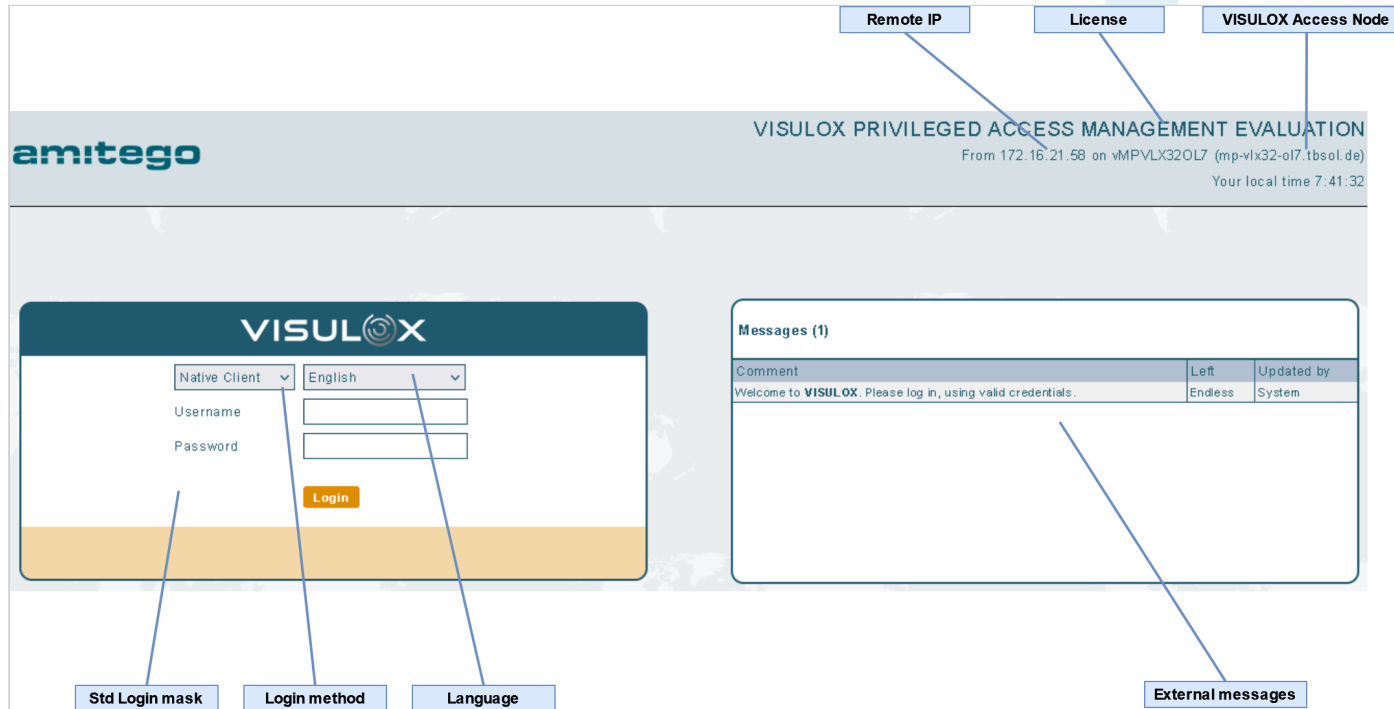 Remote IP License VISULOX Access Node
amitego
VISULOX PRIVILEGED ACCESS MANAGEMENT EVALUATION
From 172.16.21.58 on vMPVLX32OL7 (mp-vlx32-ol7.tbsol.de)
Your local time 7:41:32
VISULOX
Native Client English
Username
Password
Login
Messages (1)
Comment Left Updated by
Welcome to VISULOX. Please log in, using valid credentials. Endless System
Std Login mask Login method Language External messages